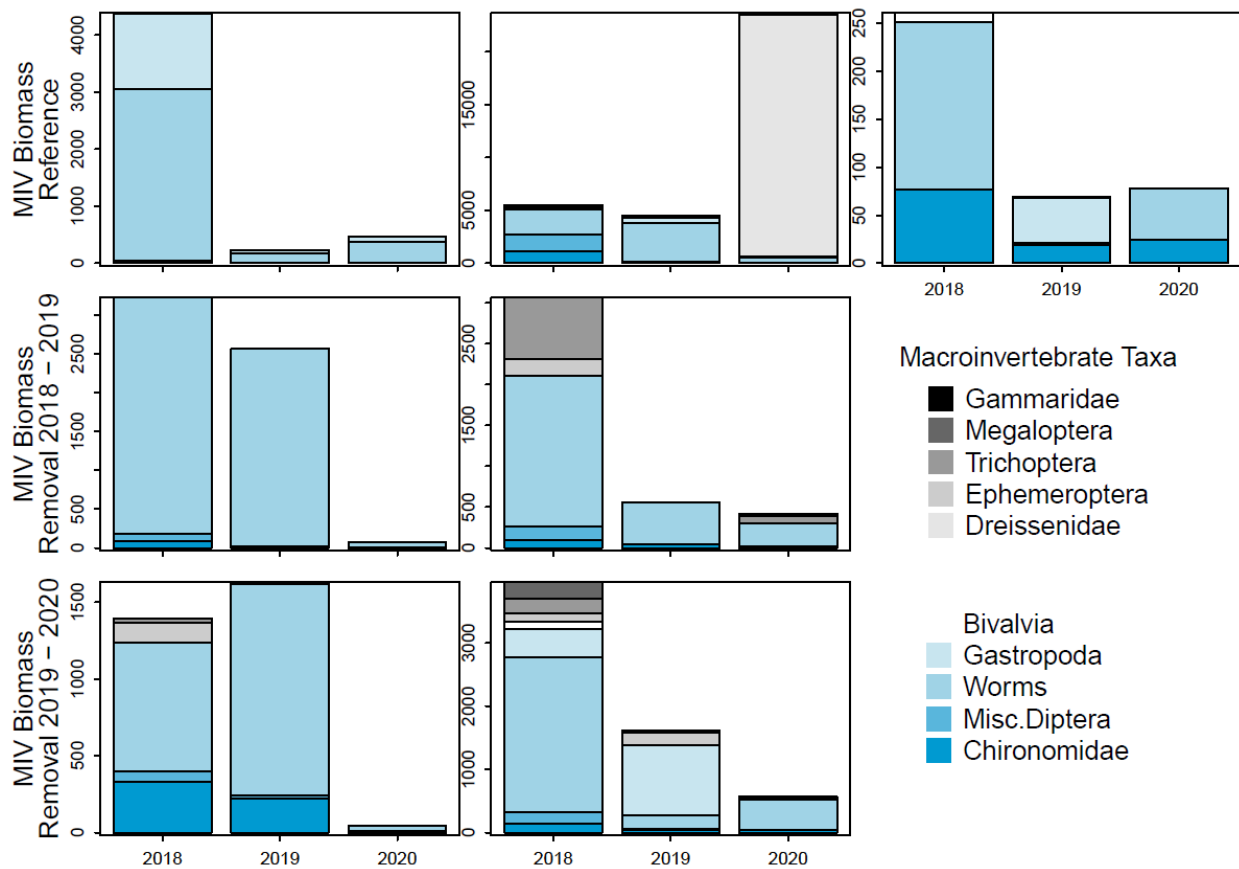 MIV Biomass
Reference
0
1000
2000
3000
4000
0
5000
15000
0
50
100
150
200
250
2018
2019
2020
MIV Biomass
Removal 2018 − 2019
0
500
1500
2500
0
500
1500
2500
Macroinvertebrate Taxa
Gammaridae
Megaloptera
Trichoptera
Ephemeroptera
Dreissenidae
MIV Biomass
Removal 2019 − 2020
0
500
1000
1500
0
1000
3000
Bivalvia
Gastropoda
Worms
Misc.Diptera
Chironomidae
2018
2019
2020
2018
2019
2020